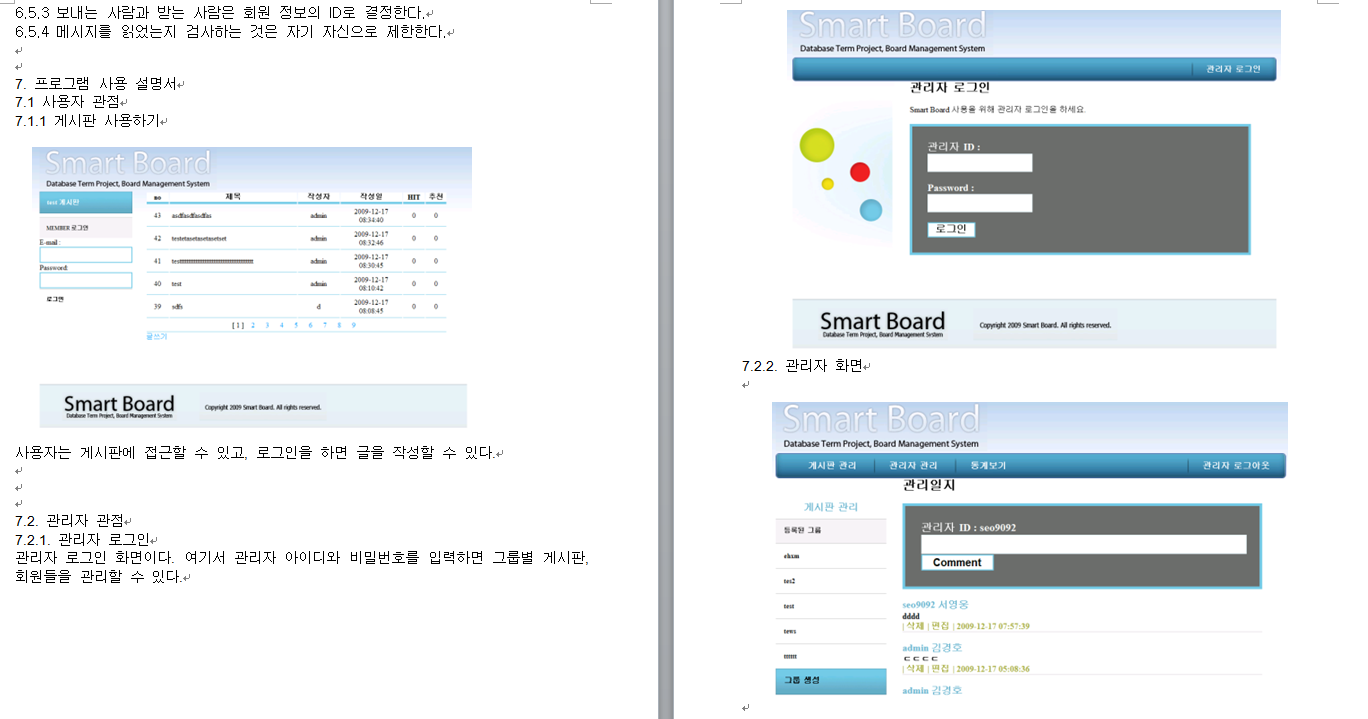 6.5.3 보내는 사람과 받는 사람은 회원 정보의 ID로 결정한다.
6.5.4 메시지를 읽었는지 검사하는 것은 자기 자신으로 제한한다.
7. 프로그램 사용 설명서
7.1 사용자 관점
7.1.1 게시판 사용하기
Smart Board
Database Term Project, Board Management System
test 게시판
MEMBER 로그인
E-mail :
Password:
로그인
no 제목 작성자 작성일 HIT 추천
43 asdfasdfasdfas admin 2009-12-17 08:34:40 0 0
42 testetasetasetasetset admin 2009-12-17 08:32:46 0 0
41 admin 2009-12-17 08:30:45 0 0
40 test admin 2009-12-17 08:10:42 0 0
39 sdfs d 2009-12-17 08:08:45 0 0
[1] 2 3 4 5 6 7 8 9
글쓰기
Smart Board
Database Term Project, Board Management System
Copyright 2009 Smart Board. All rights reserved.
사용자는 게시판에 접근할 수 있고, 로그인을 하면 글을 작성할 수 있다.
7.2. 관리자 관점
7.2.1. 관리자 로그인
관리자 로그인 화면이다. 여기서 관리자 아이디와 비밀번호를 입력하면 그룹별 게시판,
회원들을 관리할 수 있다.
Smart Board
Database Term Project, Board Management System
관리자 로그인
관리자 로그인
Smart Board 사용을 위해 관리자 로그인을 하세요.
관리자 ID :
Password :
로그인
Smart Board
Database Term Project, Board Management System
Copyright 2009 Smart Board. All rights reserved.
7.2.2. 관리자 화면
Smart Board
Database Term Project, Board Management System
게시판 관리 관리자 관리 통계보기 관리자 로그아웃
게시판 관리
등록된 그룹
tes2
test
tews
그룹 생성
관리일지
관리자 ID : seo9092
Comment
seo9092 서영웅
dddd
| 삭제 | 편집 | 2009-12-17 07:57:39
admin 김경호
ㄷㄷㄷㄷ
| 삭제 | 편집 | 2009-12-17 05:08:36
admin 김경호